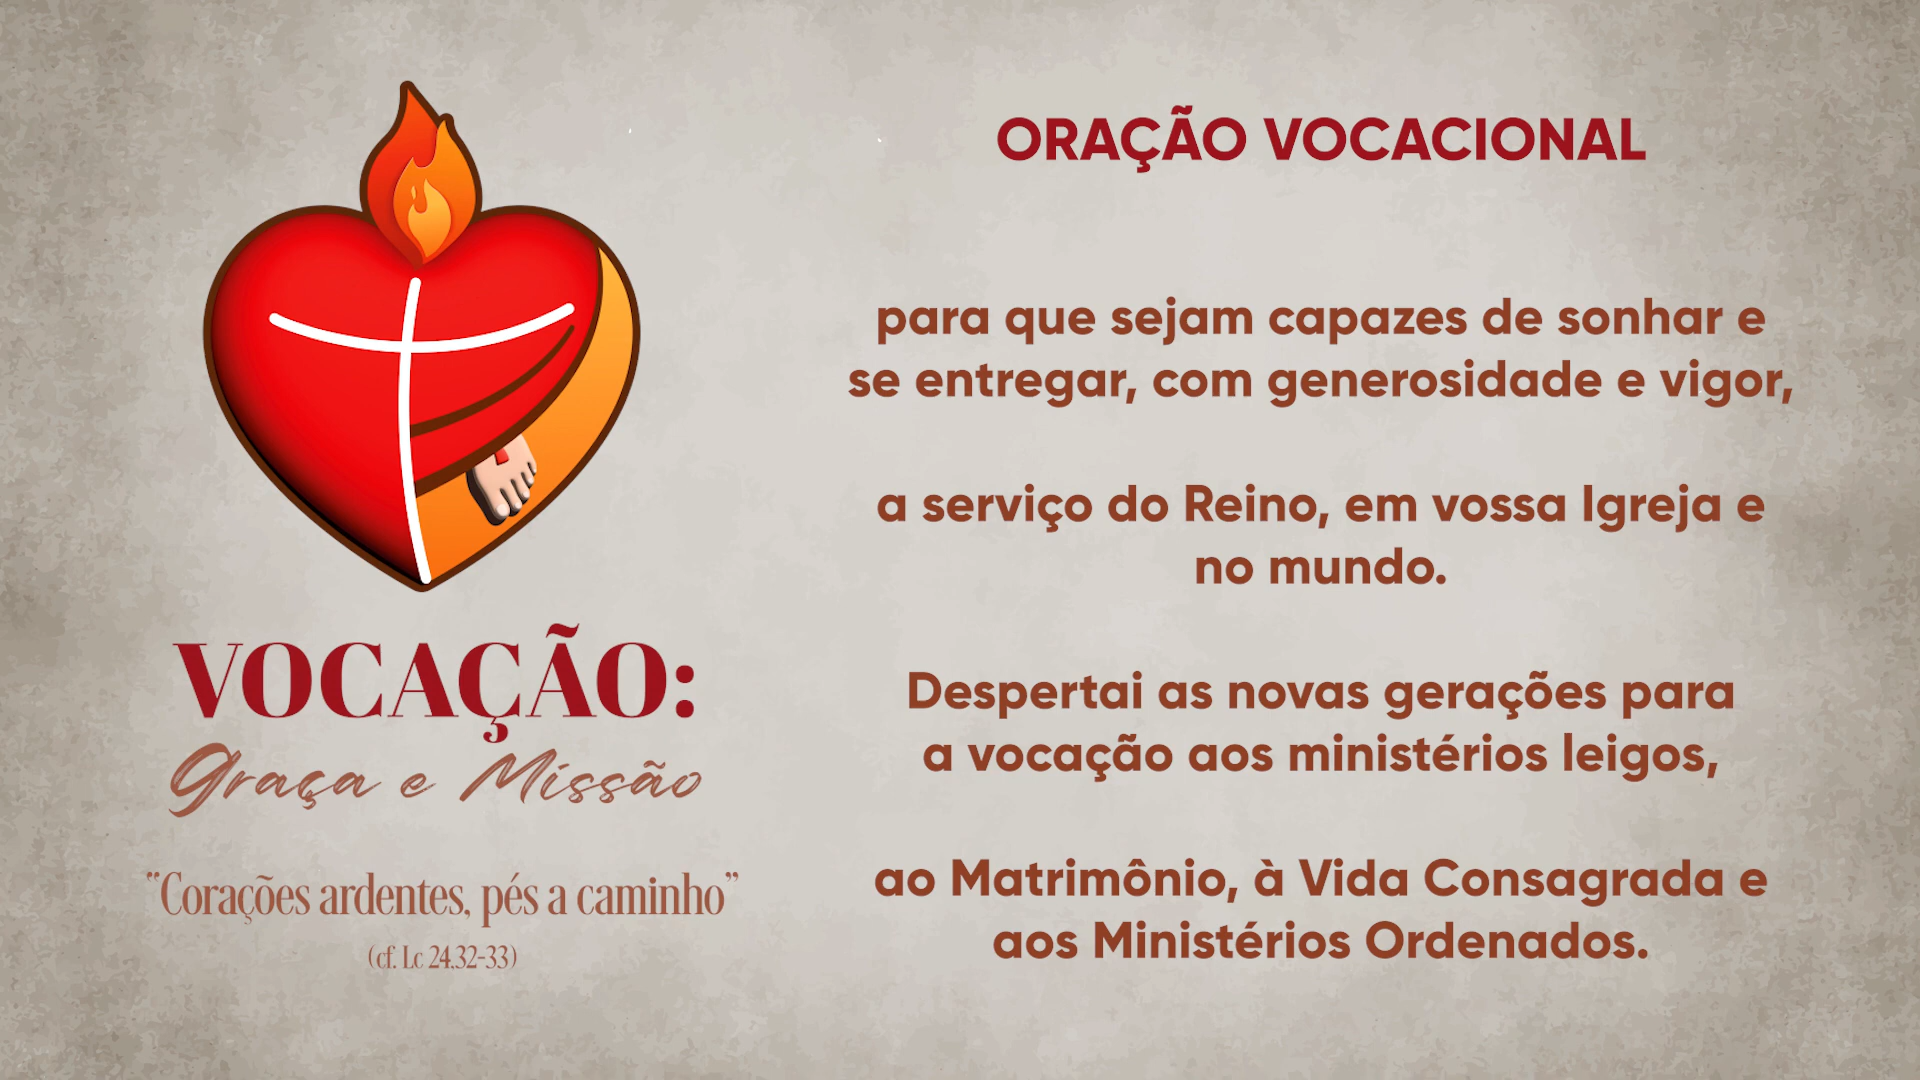 VOCAÇÃO:
Graça e Missão
“Corações ardentes, pés a caminho”
(cf. Lc 24,32-33)
ORAÇÃO VOCACIONAL
para que sejam capazes de sonhar e
se entregar, com generosidade e vigor,
a serviço do Reino, em vossa Igreja e
no mundo.
Despertai as novas gerações para
a vocação aos ministérios leigos,
ao Matrimônio, à Vida Consagrada e
aos Ministérios Ordenados.